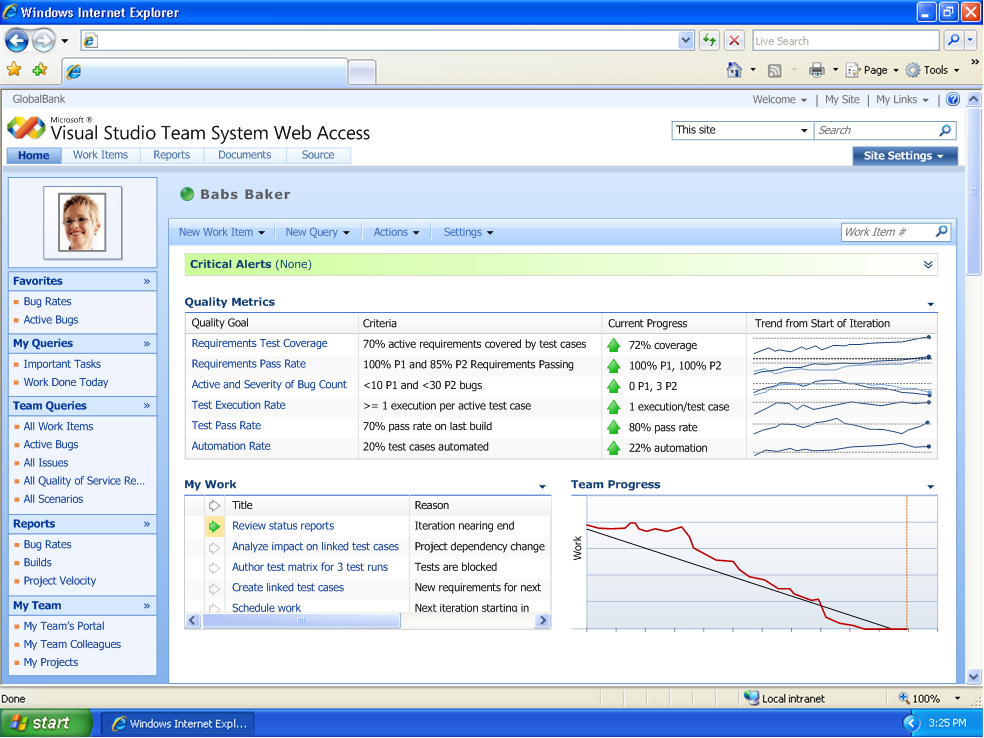 Windows Internet Explorer
Live Search
Page
Tools
»
GlobalBank
Welcome | My Site | My Links |
Microsoft ®
Visual Studio Team System Web Access
This site
Search
Home Work Items Reports Documents Source
Site Settings
Babs Baker
New Work Item New Query Actions Settings
Work Item #
Critical Alerts (None)
Favorites »
Bug Rates
Active Bugs
My Queries »
Important Tasks
Work Done Today
Team Queries »
All Work Items
Active Bugs
All Issues
All Quality of Service Re...
All Scenarios
Reports »
Bug Rates
Builds
Project Velocity
My Team »
My Team's Portal
My Team Colleagues
My Projects
Quality Metrics
Quality Goal Criteria Current Progress Trend from Start of Iteration
Requirements Test Coverage 70% active requirements covered by test cases 72% coverage
Requirements Pass Rate 100% P1 and 85% P2 Requirements Passing 100% P1, 100% P2
Active and Severity of Bug Count <10 P1 and <30 P2 bugs 0 P1, 3 P2
Test Execution Rate >= 1 execution per active test case 1 execution/test case
Test Pass Rate 70% pass rate on last build 80% pass rate
Automation Rate 20% test cases automated 22% automation
My Work
Title Reason
Review status reports Iteration nearing end
Analyze impact on linked test cases Project dependency change
Author test matrix for 3 test runs Tests are blocked
Create linked test cases New requirements for next
Schedule work Next iteration starting in
Team Progress
Work
Done
Local intranet
100%
start
Windows Internet Expl...
3:25 PM